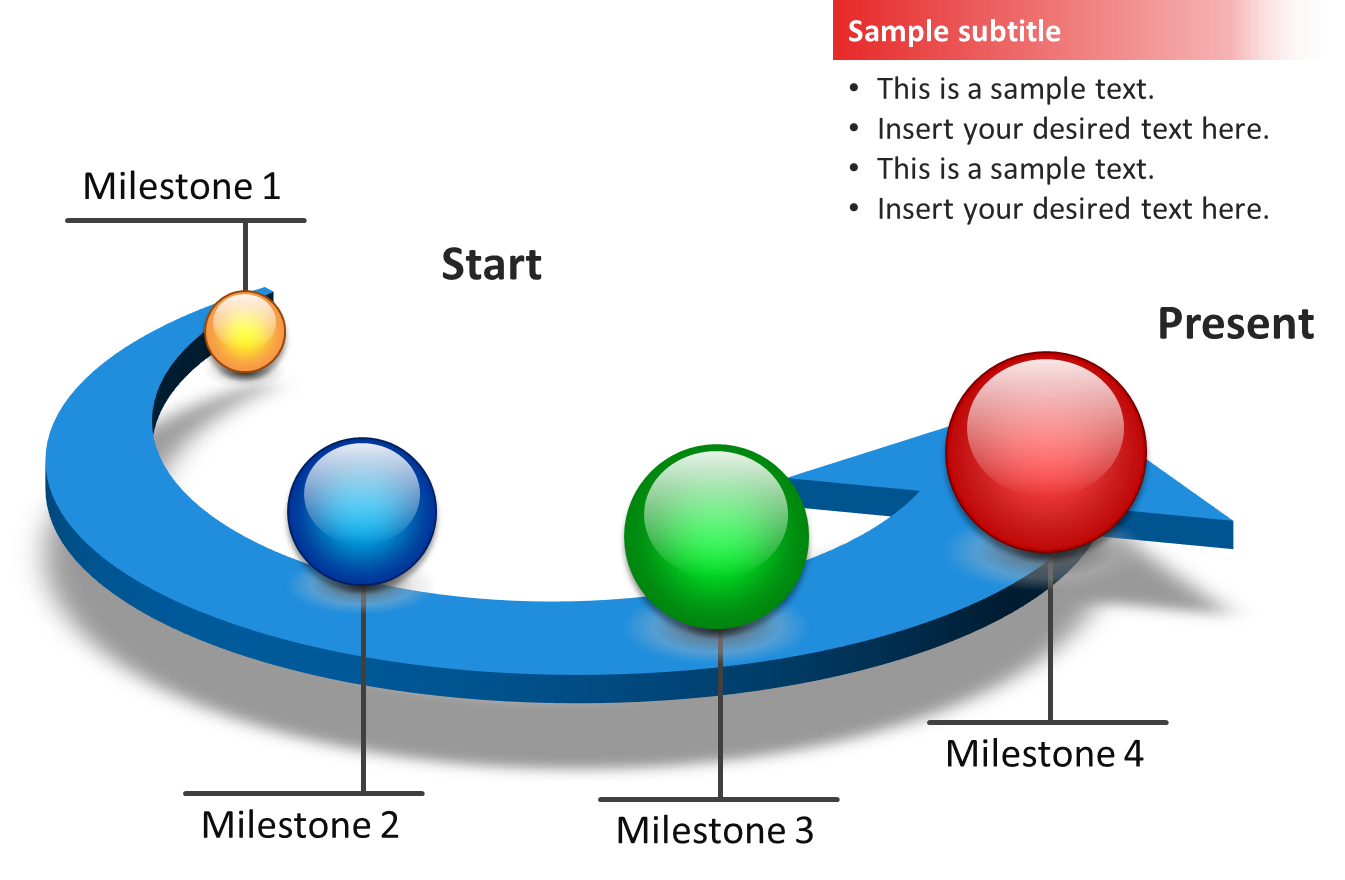 Sample subtitle
• This is a sample text.
• Insert your desired text here.
• This is a sample text.
• Insert your desired text here.
Milestone 1
Start
Present
Milestone 4
Milestone 2
Milestone 3